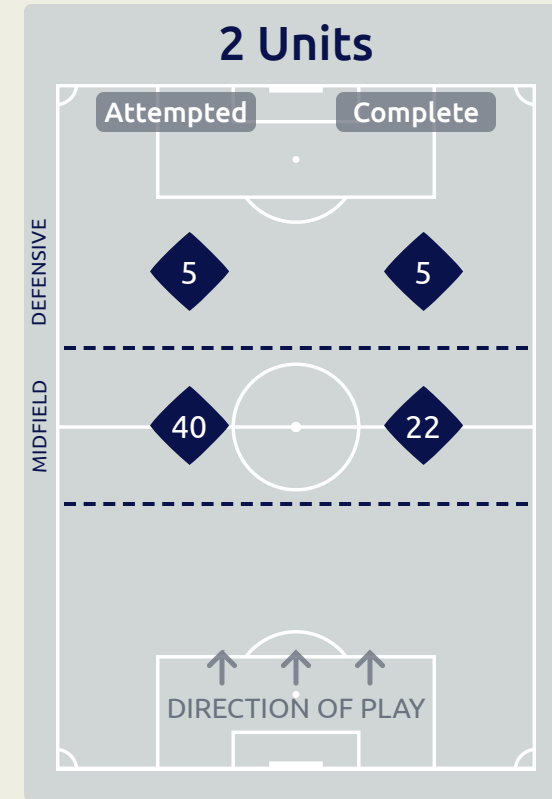 2 Units
Attempted
Complete
DEFENSIVE
5
5
MIDFIELD
40
22
DIRECTION OF PLAY